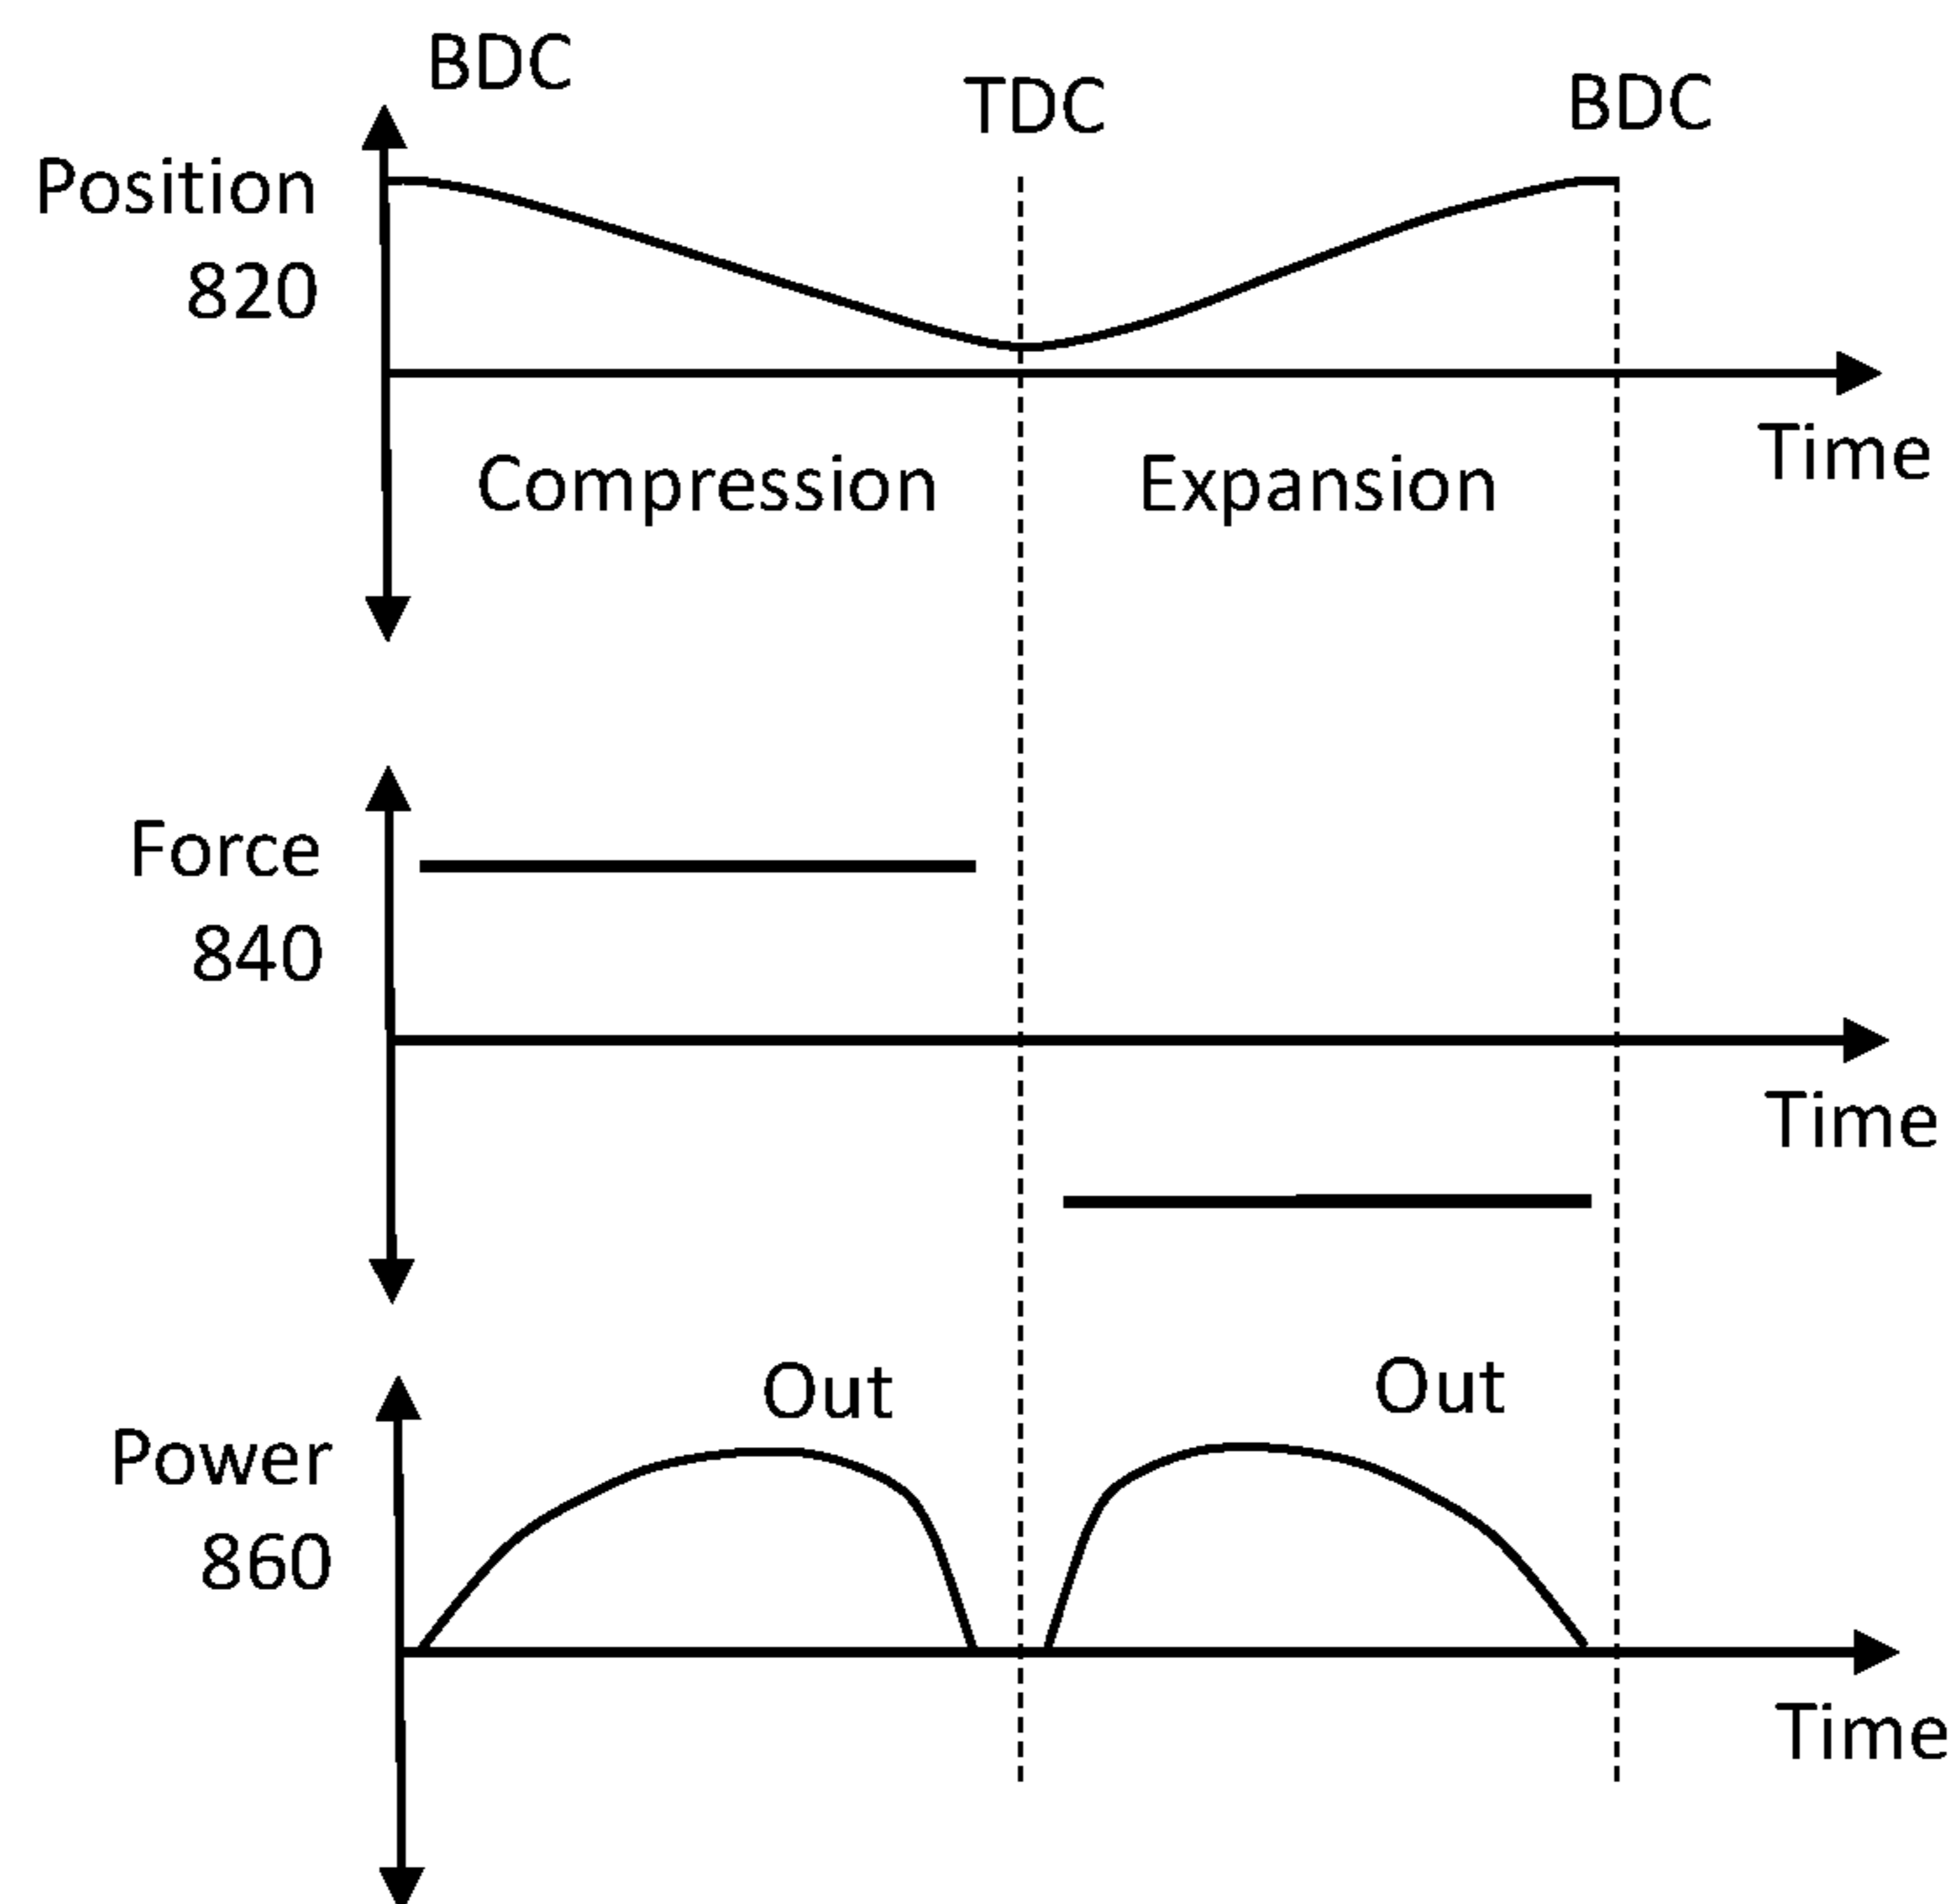 BDC
TDC
BDC
Position
820
Time
Compression
Expansion
Force
840
Time
Out
Out
Power
860
Time